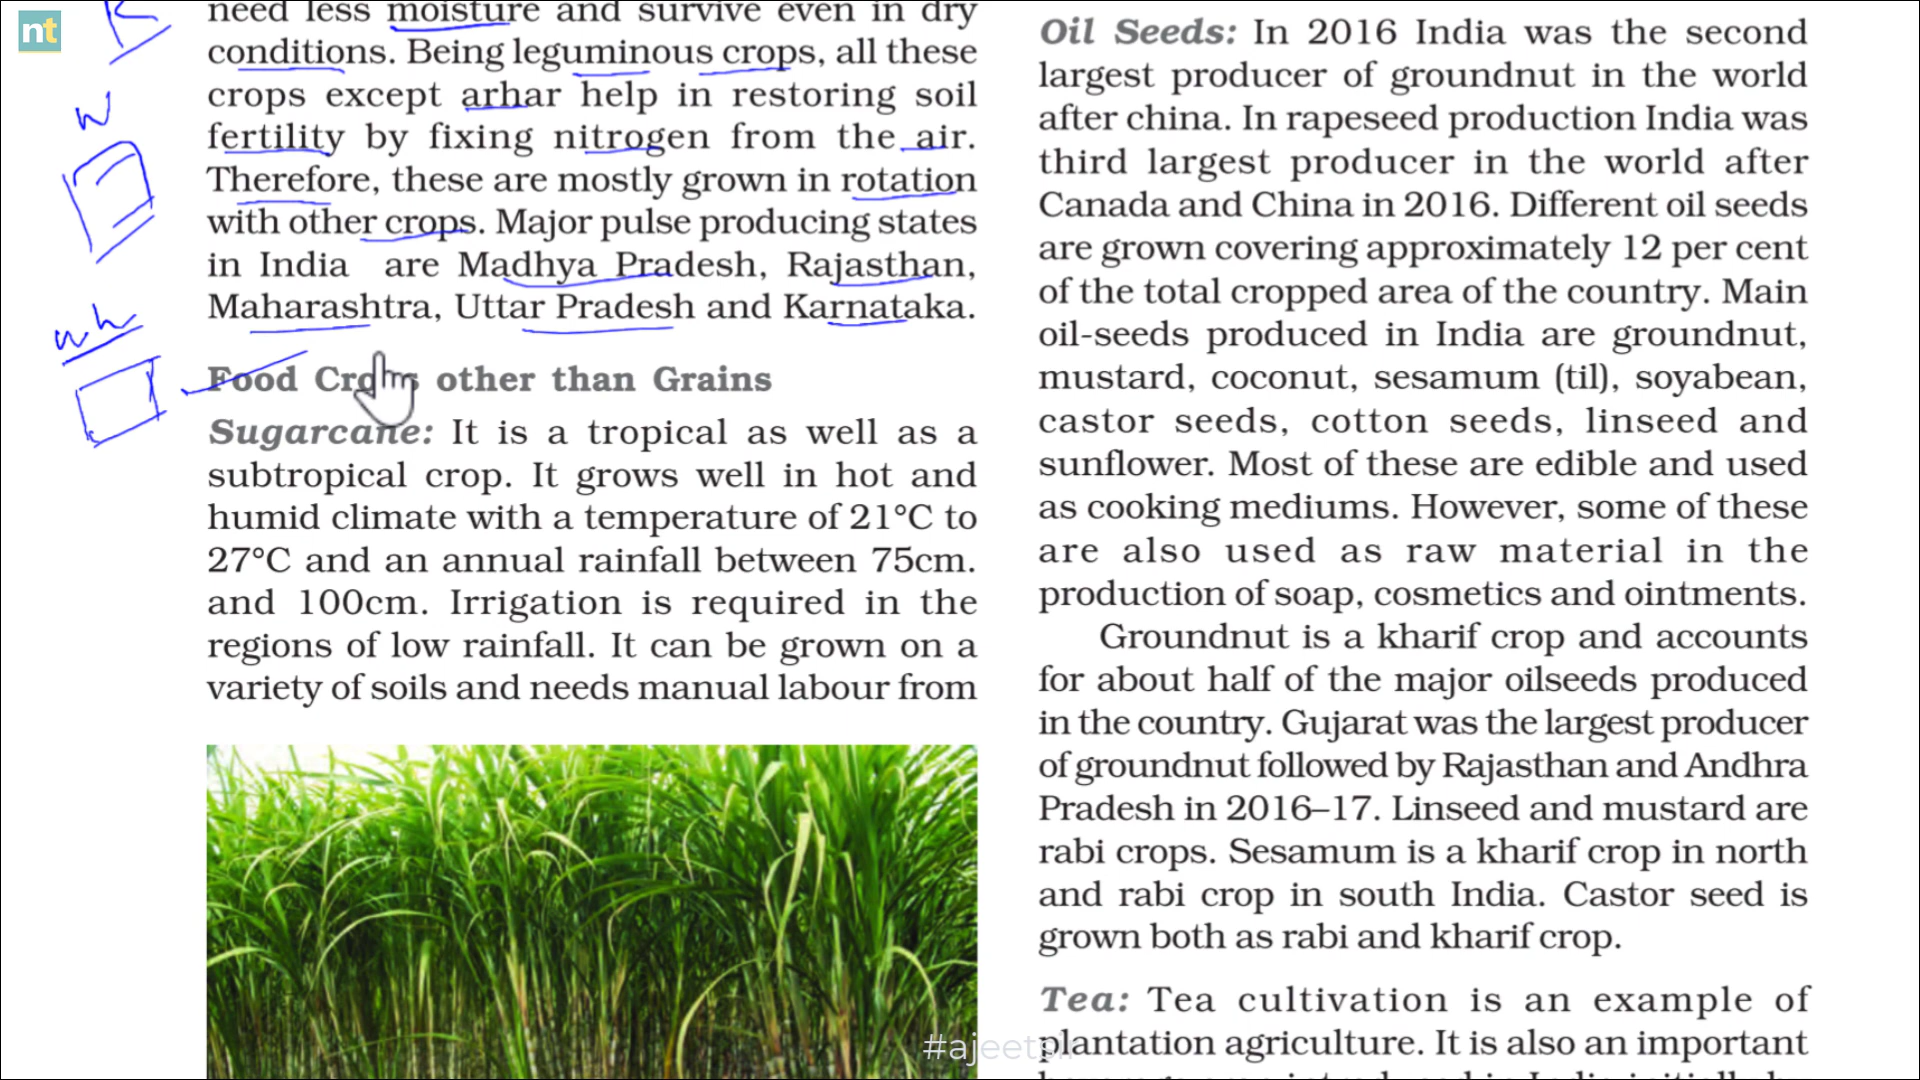 nt
need less moisture and survive even in dry
conditions. Being leguminous crops, all these
crops except arhar help in restoring soil
fertility by fixing nitrogen from the air.
Therefore, these are mostly grown in rotation
with other crops. Major pulse producing states
in India are Madhya Pradesh, Rajasthan,
Maharashtra, Uttar Pradesh and Karnataka.
Food Crops other than Grains
Sugarcane: It is a tropical as well as a
subtropical crop. It grows well in hot and
humid climate with a temperature of 21°C to
27°C and an annual rainfall between 75cm.
and 100cm. Irrigation is required in the
regions of low rainfall. It can be grown on a
variety of soils and needs manual labour from
Oil Seeds: In 2016 India was the second
largest producer of groundnut in the world
after china. In rapeseed production India was
third largest producer in the world after
Canada and China in 2016. Different oil seeds
are grown covering approximately 12 per cent
of the total cropped area of the country. Main
oil-seeds produced in India are groundnut,
mustard, coconut, sesamum (til), soyabean,
castor seeds, cotton seeds, linseed and
sunflower. Most of these are edible and used
as cooking mediums. However, some of these
are also used as raw material in the
production of soap, cosmetics and ointments.
Groundnut is a kharif crop and accounts
for about half of the major oilseeds produced
in the country. Gujarat was the largest producer
of groundnut followed by Rajasthan and Andhra
Pradesh in 2016–17. Linseed and mustard are
rabi crops. Sesamum is a kharif crop in north
and rabi crop in south India. Castor seed is
grown both as rabi and kharif crop.
Tea: Tea cultivation is an example of
plantation agriculture. It is also an important